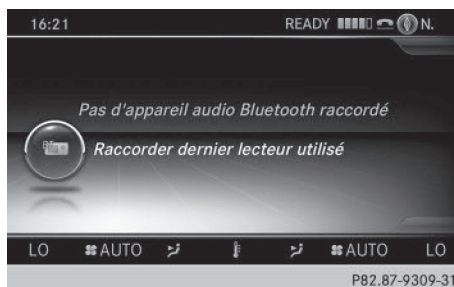 16:21 READY N.
Pas d'appareil audio Bluetooth raccordé
BT
Raccorder dernier lecteur utilisé
LO AUTO AUTO LO
P82.87-9309-31